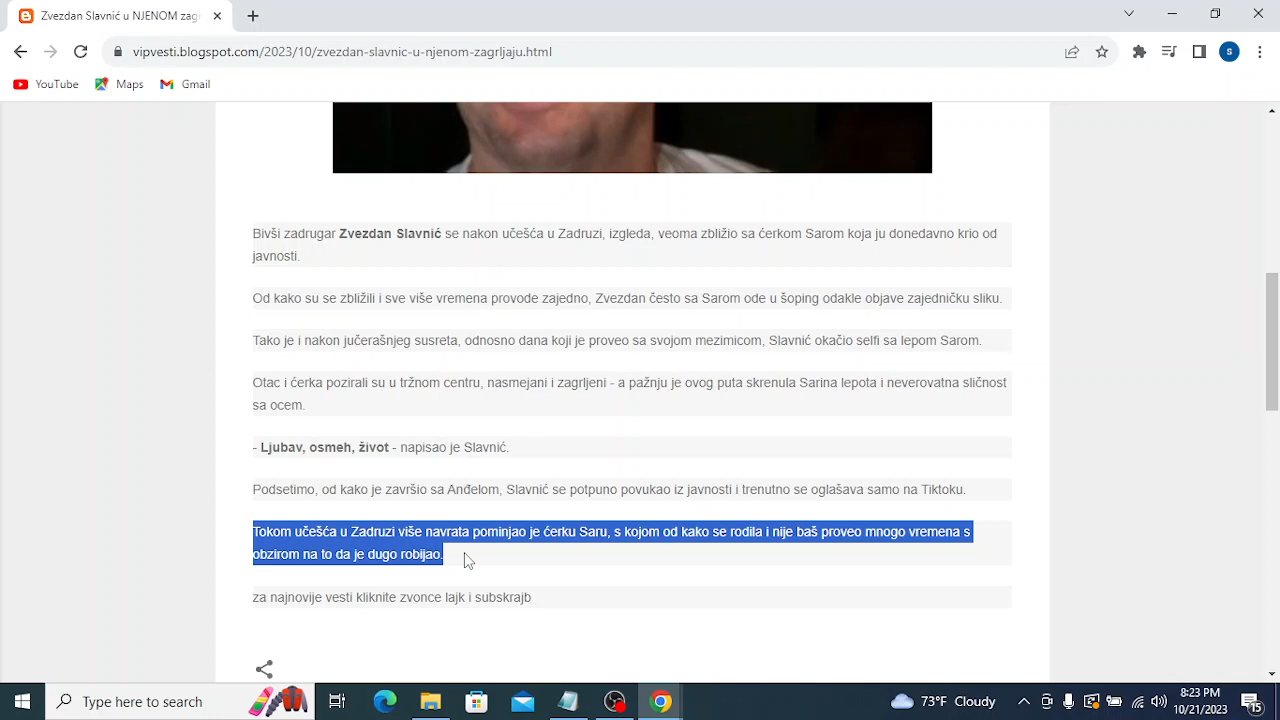 Zvezdan Slavnić u NJENOM zag
vipvesti.blogspot.com/2023/10/zvezdan-slavnic-u-njenom-zagrljaju.html
S
YouTube
Maps
Gmail
Bivši zadrugar Zvezdan Slavnić se nakon učešća u Zadruzi, izgleda, veoma zbližio sa ćerkom Sarom koja ju donedavno krio od
javnosti.
Od kako su se zbližili i sve više vremena provode zajedno, Zvezdan često sa Sarom ode u šoping odakle objave zajedničku sliku.
Tako je i nakon jučerašnjeg susreta, odnosno dana koji je proveo sa svojom mezimicom, Slavnić okačio selfi sa lepom Sarom.
Otac i ćerka pozirali su u tržnom centru, nasmejani i zagrljeni - a pažnju je ovog puta skrenula Sarina lepota i neverovatna sličnost
sa ocem.
- Ljubav, osmeh, život - napisao je Slavnić.
Podsetimo, od kako je završio sa Anđelom, Slavnić se potpuno povukao iz javnosti i trenutno se oglašava samo na Tiktoku.
Tokom učešća u Zadruzi više navrata pominjao je ćerku Saru, s kojom od kako se rodila i nije baš proveo mnogo vremena s
obzirom na to da je dugo robijao.
za najnovije vesti kliknite zvonce lajk i subskrajb
Type here to search
73°F Cloudy
8:23 PM
10/21/2023
15